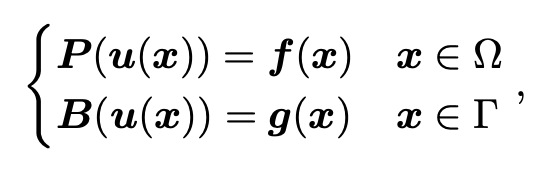 P(u(x)) = f(x) x ∈ Ω
B(u(x)) = g(x) x ∈ Γ ,